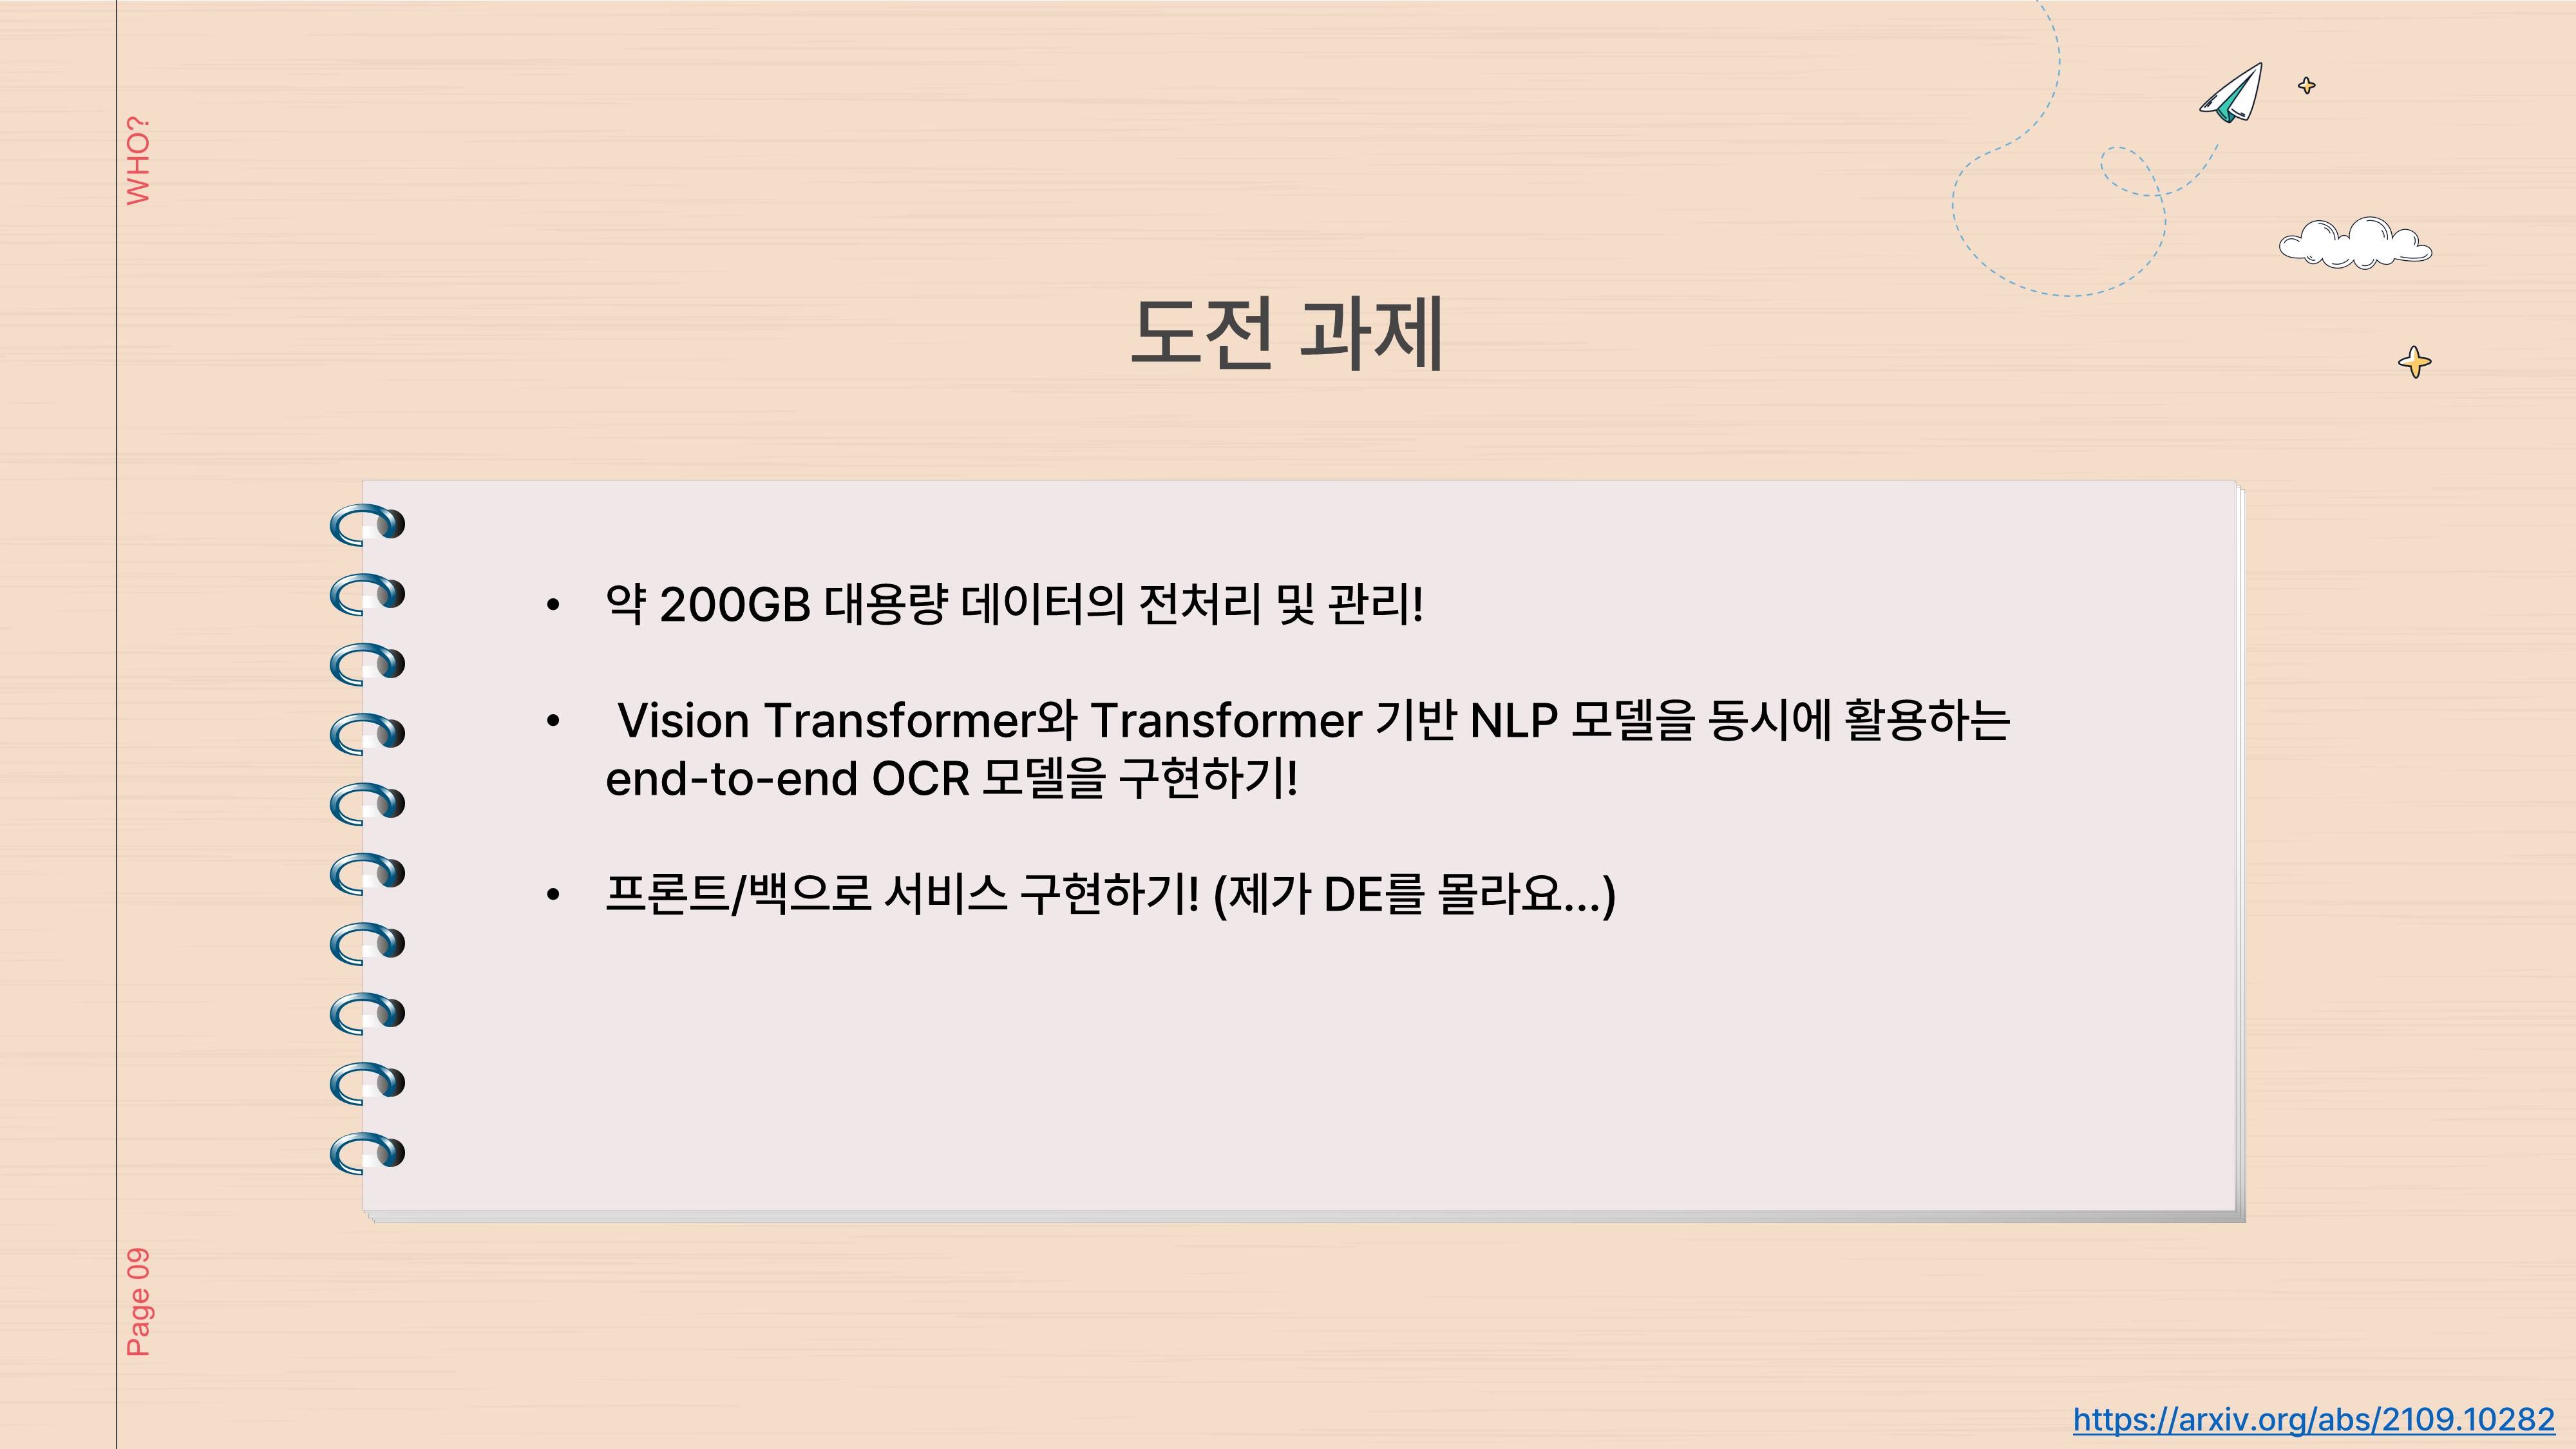 WHO?
도전 과제
• 약 200GB 대용량 데이터의 전처리 및 관리!
• Vision Transformer와 Transformer 기반 NLP 모델을 동시에 활용하는
end-to-end OCR 모델을 구현하기!
• 프론트/백으로 서비스 구현하기! (제가 DE를 몰라요...)
Page 09
https://arxiv.org/abs/2109.10282